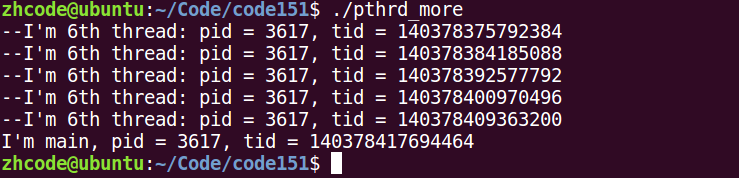 zhcode@ubuntu:~/Code/code151$ ./pthrd_more
--I'm 6th thread: pid = 3617, tid = 140378375792384
--I'm 6th thread: pid = 3617, tid = 140378384185088
--I'm 6th thread: pid = 3617, tid = 140378392577792
--I'm 6th thread: pid = 3617, tid = 140378400970496
--I'm 6th thread: pid = 3617, tid = 140378409363200
I'm main, pid = 3617, tid = 140378417694464
zhcode@ubuntu:~/Code/code151$